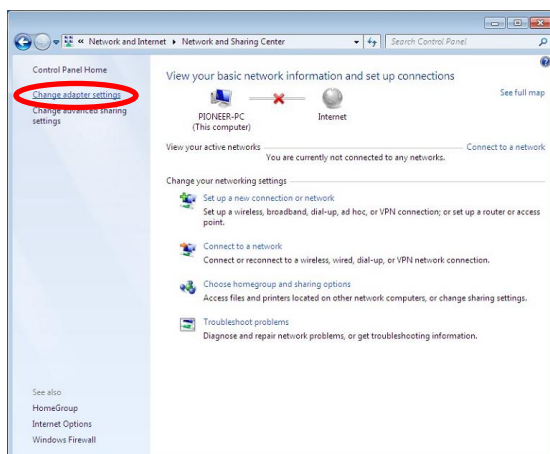 « Network and Internet ▸ Network and Sharing Center
Search Control Panel
Control Panel Home
Change adapter settings
Change advanced sharing
settings
See also
HomeGroup
Internet Options
Windows Firewall
View your basic network information and set up connections
See full map
PIONEER-PC
(This computer)
Internet
View your active networks
Connect to a network
You are currently not connected to any networks.
Change your networking settings
Set up a new connection or network
Set up a wireless, broadband, dial-up, ad hoc, or VPN connection; or set up a router or access
point.
Connect to a network
Connect or reconnect to a wireless, wired, dial-up, or VPN network connection.
Choose homegroup and sharing options
Access files and printers located on other network computers, or change sharing settings.
Troubleshoot problems
Diagnose and repair network problems, or get troubleshooting information.